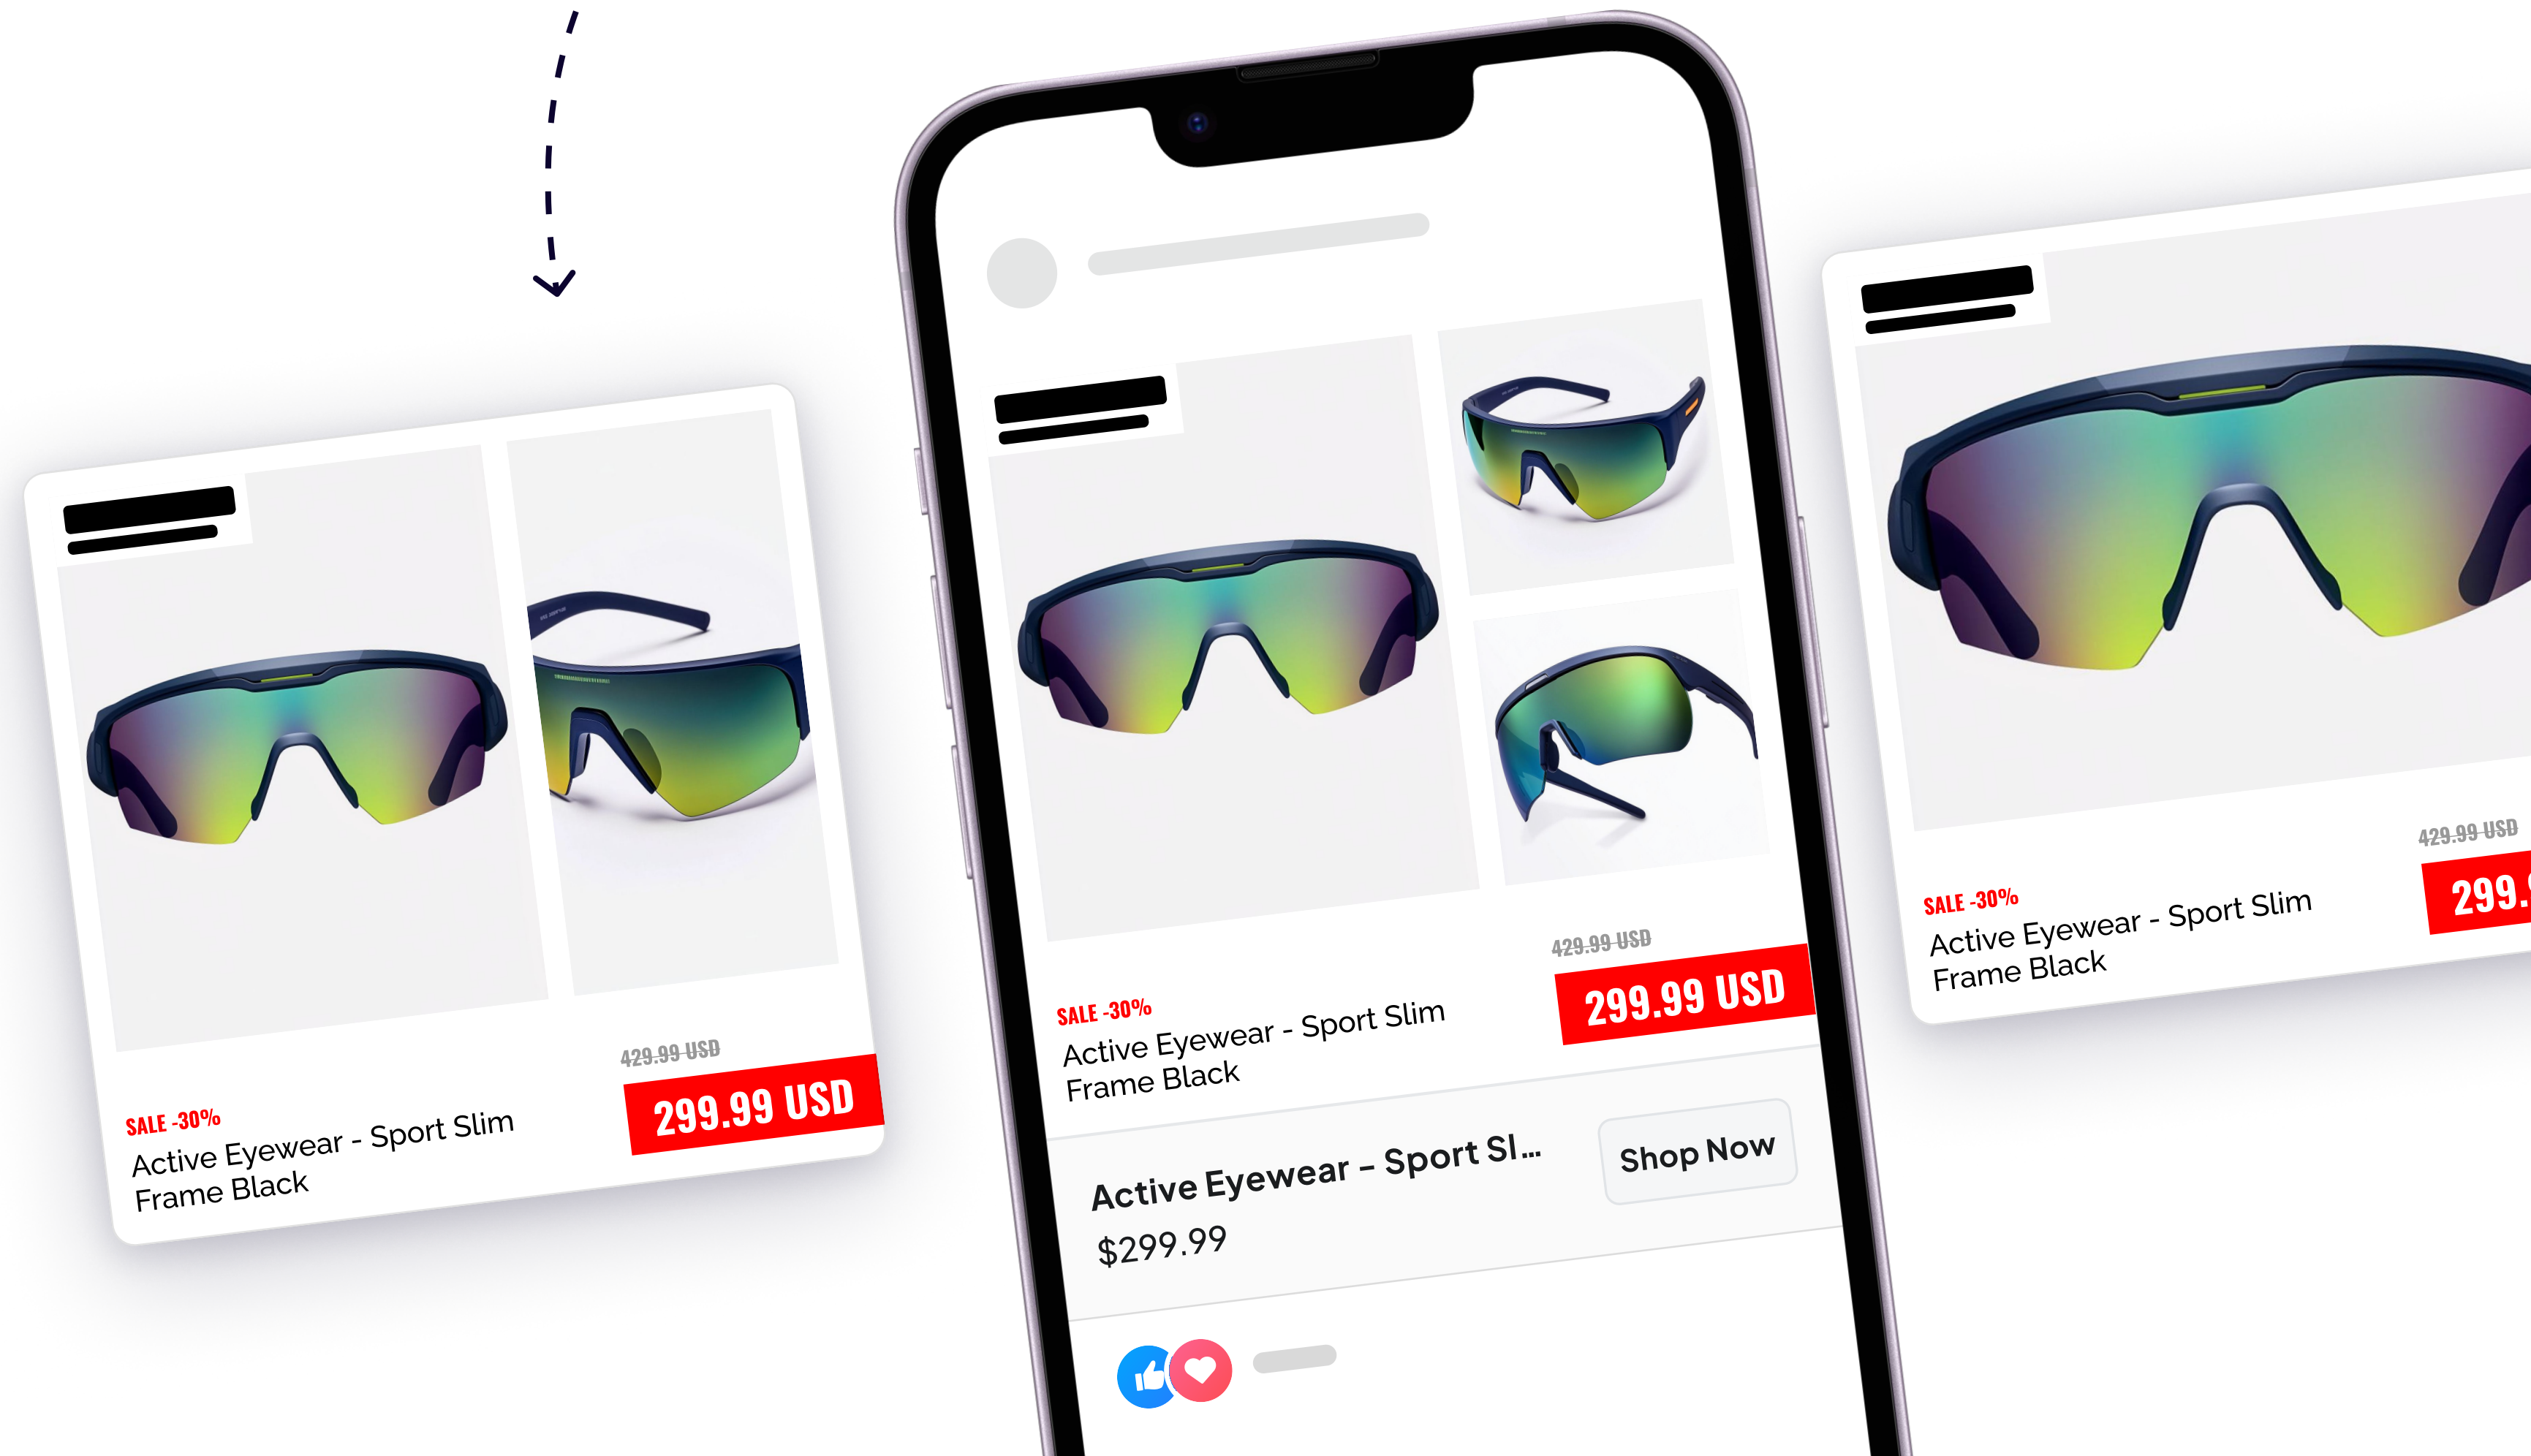 429.99 USD
299.99 USD
SALE -30%
Active Eyewear - Sport Slim
Frame Black
429.99 USD
299.99 USD
SALE -30%
Active Eyewear - Sport Slim
Frame Black
Active Eyewear – Sport Sl...
$299.99
Shop Now
429.99 USD
299.9
SALE -30%
Active Eyewear - Sport Slim
Frame Black